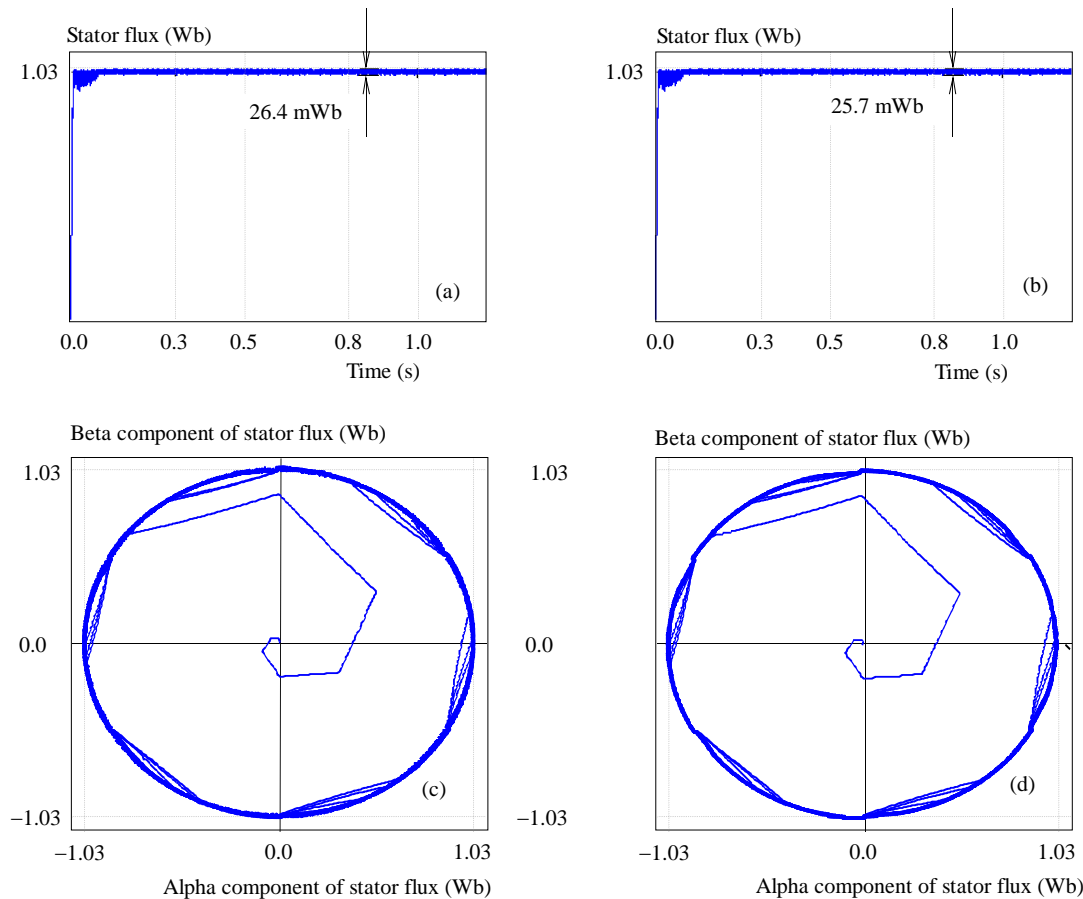 Stator flux (Wb)
1.03
26.4 mWb
(a)
0.0 0.3 0.5 0.8 1.0
Time (s)
Stator flux (Wb)
1.03
25.7 mWb
(b)
0.0 0.3 0.5 0.8 1.0
Time (s)
Beta component of stator flux (Wb)
1.03
0.0
(c)
−1.03
−1.03 0.0 1.03
Alpha component of stator flux (Wb)
Beta component of stator flux (Wb)
1.03
0.0
(d)
−1.03
−1.03 0.0 1.03
Alpha component of stator flux (Wb)